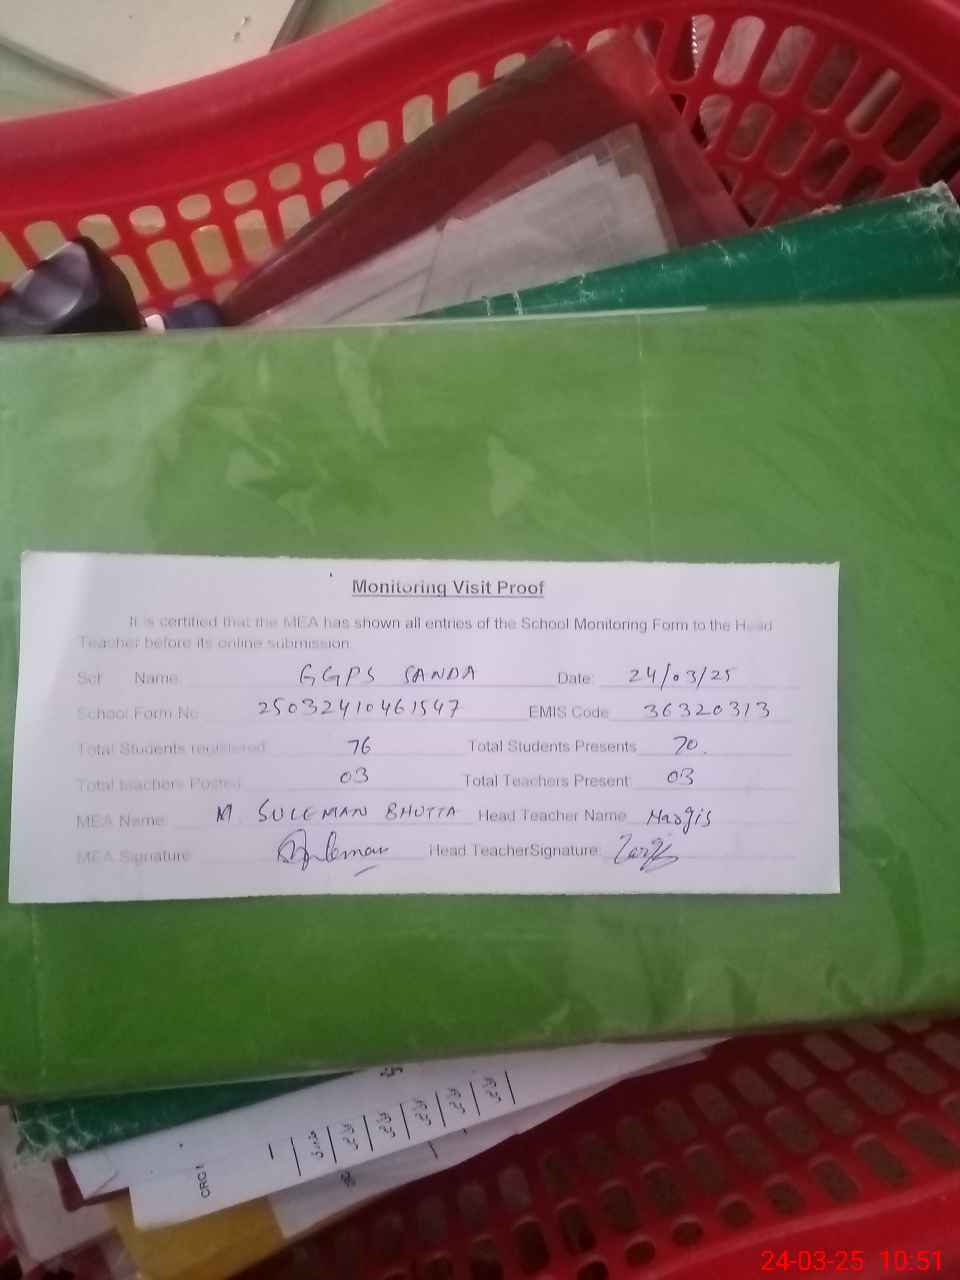 Monitoring Visit Proof
It is certified that the MEA has shown all entries of the School Monitoring Form to the Head
Teacher before its online submission.
Name GGPS SANDA Date: 24/03/25
School Form No 25032410461547 EMIS Code 36320313
Total Students registered 76 Total Students Presents 70.
Total teachers Posted 03 Total Teachers Present: 03
MEA Name M SULEMAN BHUTTA Head Teacher Name Nargis
MEA Signature Suleman Head TeacherSignature:
CRC1
24-03-25 10:51